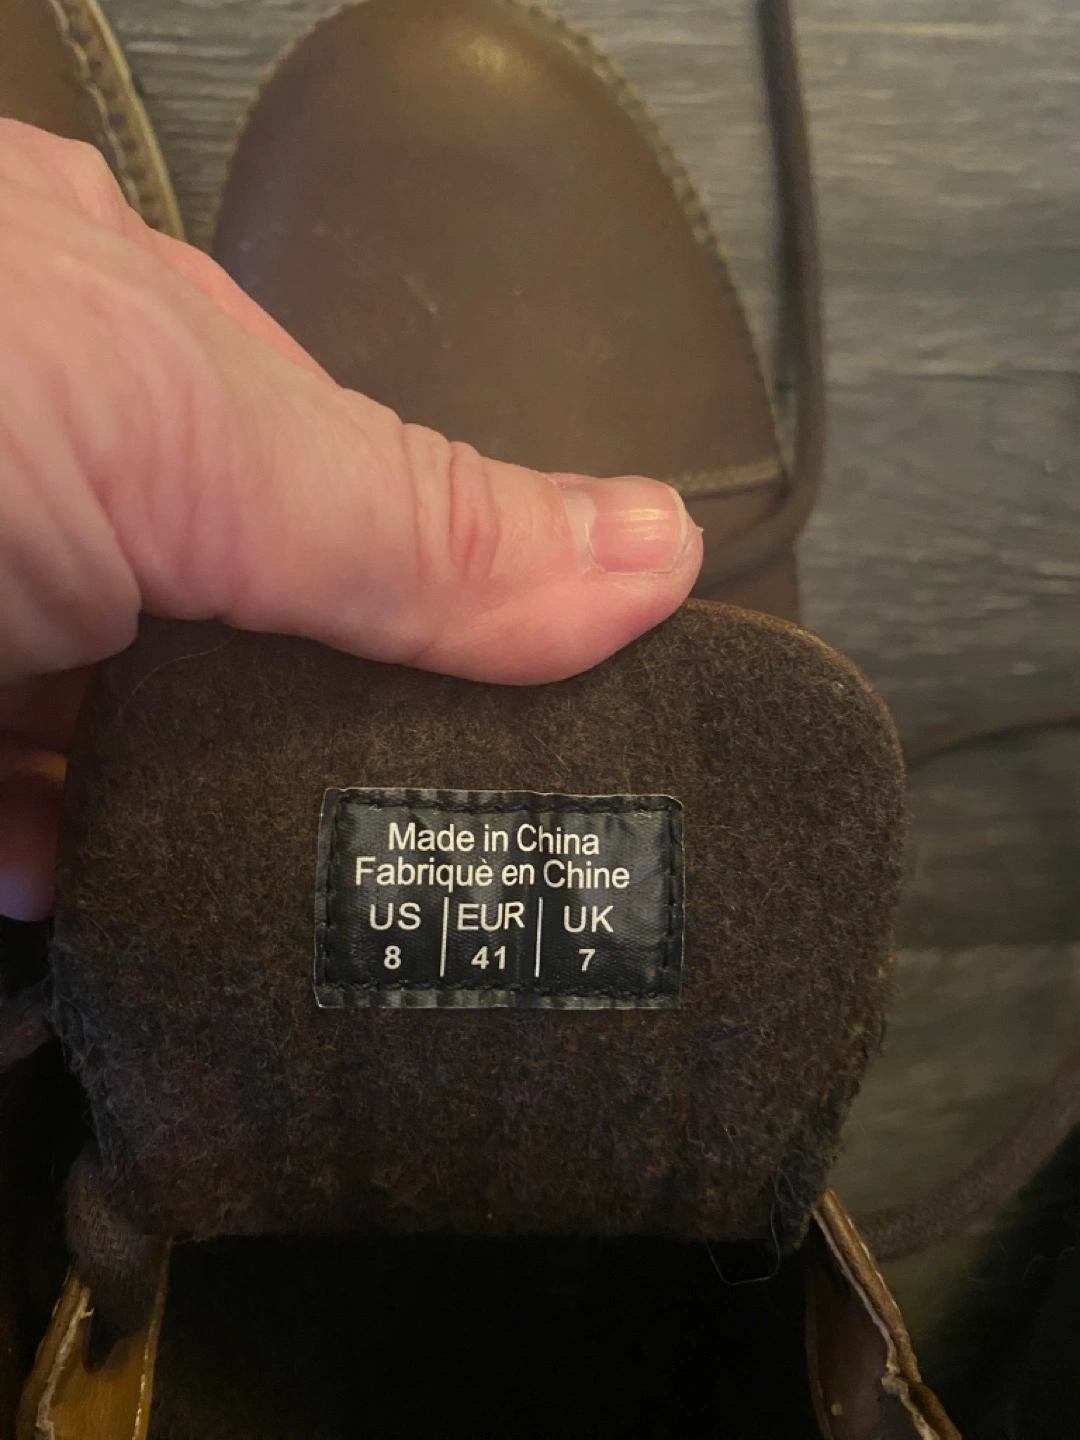 Made in China
Fabriquè en Chine
US | EUR | UK
8 | 41 | 7